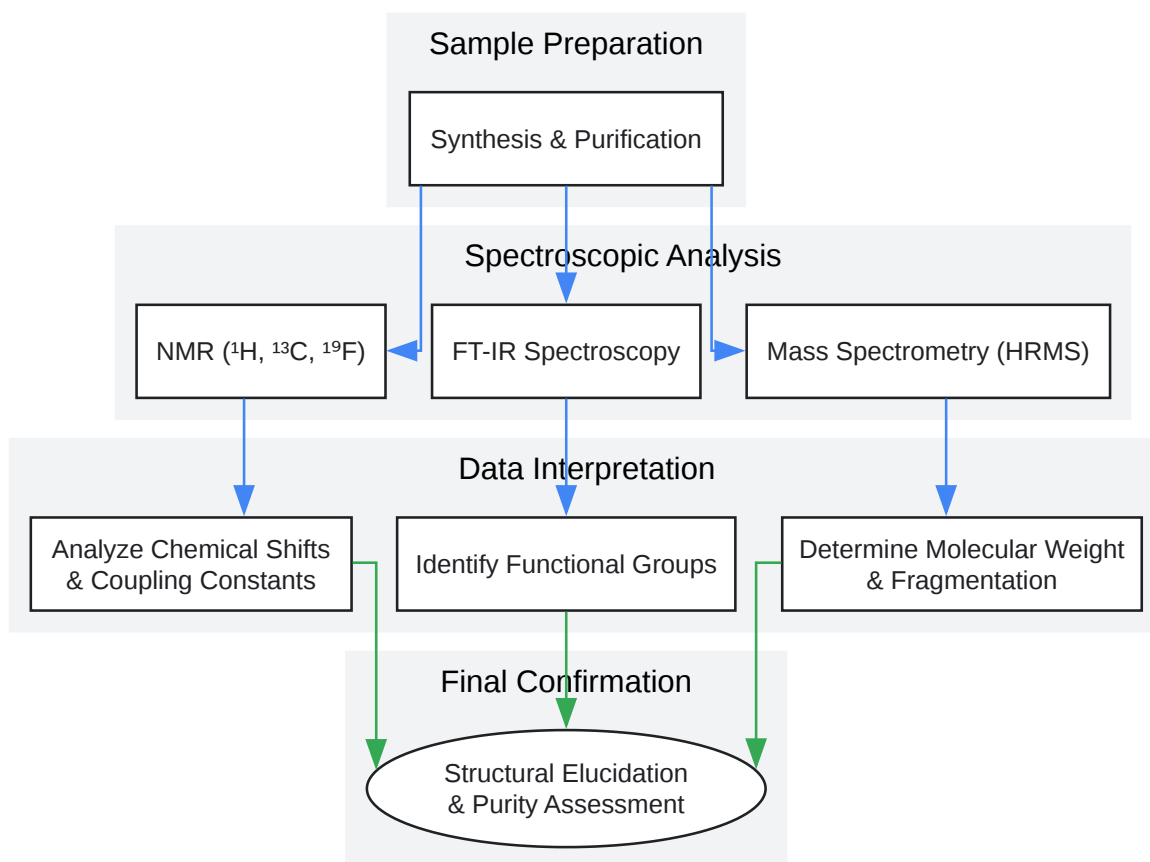 Sample Preparation
Synthesis & Purification
Spectroscopic Analysis
NMR (¹H, ¹³C, ¹⁹F)
FT-IR Spectroscopy
Mass Spectrometry (HRMS)
Data Interpretation
Analyze Chemical Shifts
& Coupling Constants
Identify Functional Groups
Determine Molecular Weight
& Fragmentation
Final Confirmation
Structural Elucidation
& Purity Assessment